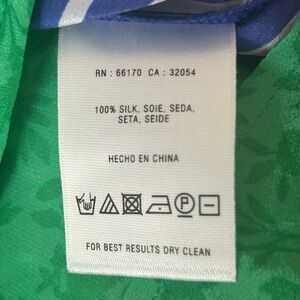 RN : 66170 CA : 32054
100% SILK, SOIE, SEDA,
SETA, SEIDE
HECHO EN CHINA
P
FOR BEST RESULTS DRY CLEAN